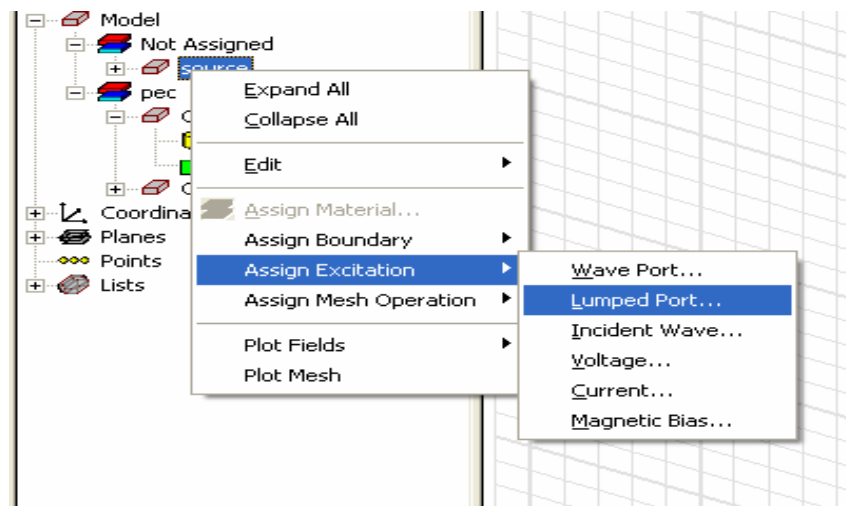 Model
Not Assigned
source
pec
Coordina
Planes
Points
Lists
Expand All
Collapse All
Edit
Assign Material...
Assign Boundary
Assign Excitation
Assign Mesh Operation
Plot Fields
Plot Mesh
Wave Port...
Lumped Port...
Incident Wave...
Voltage...
Current...
Magnetic Bias...